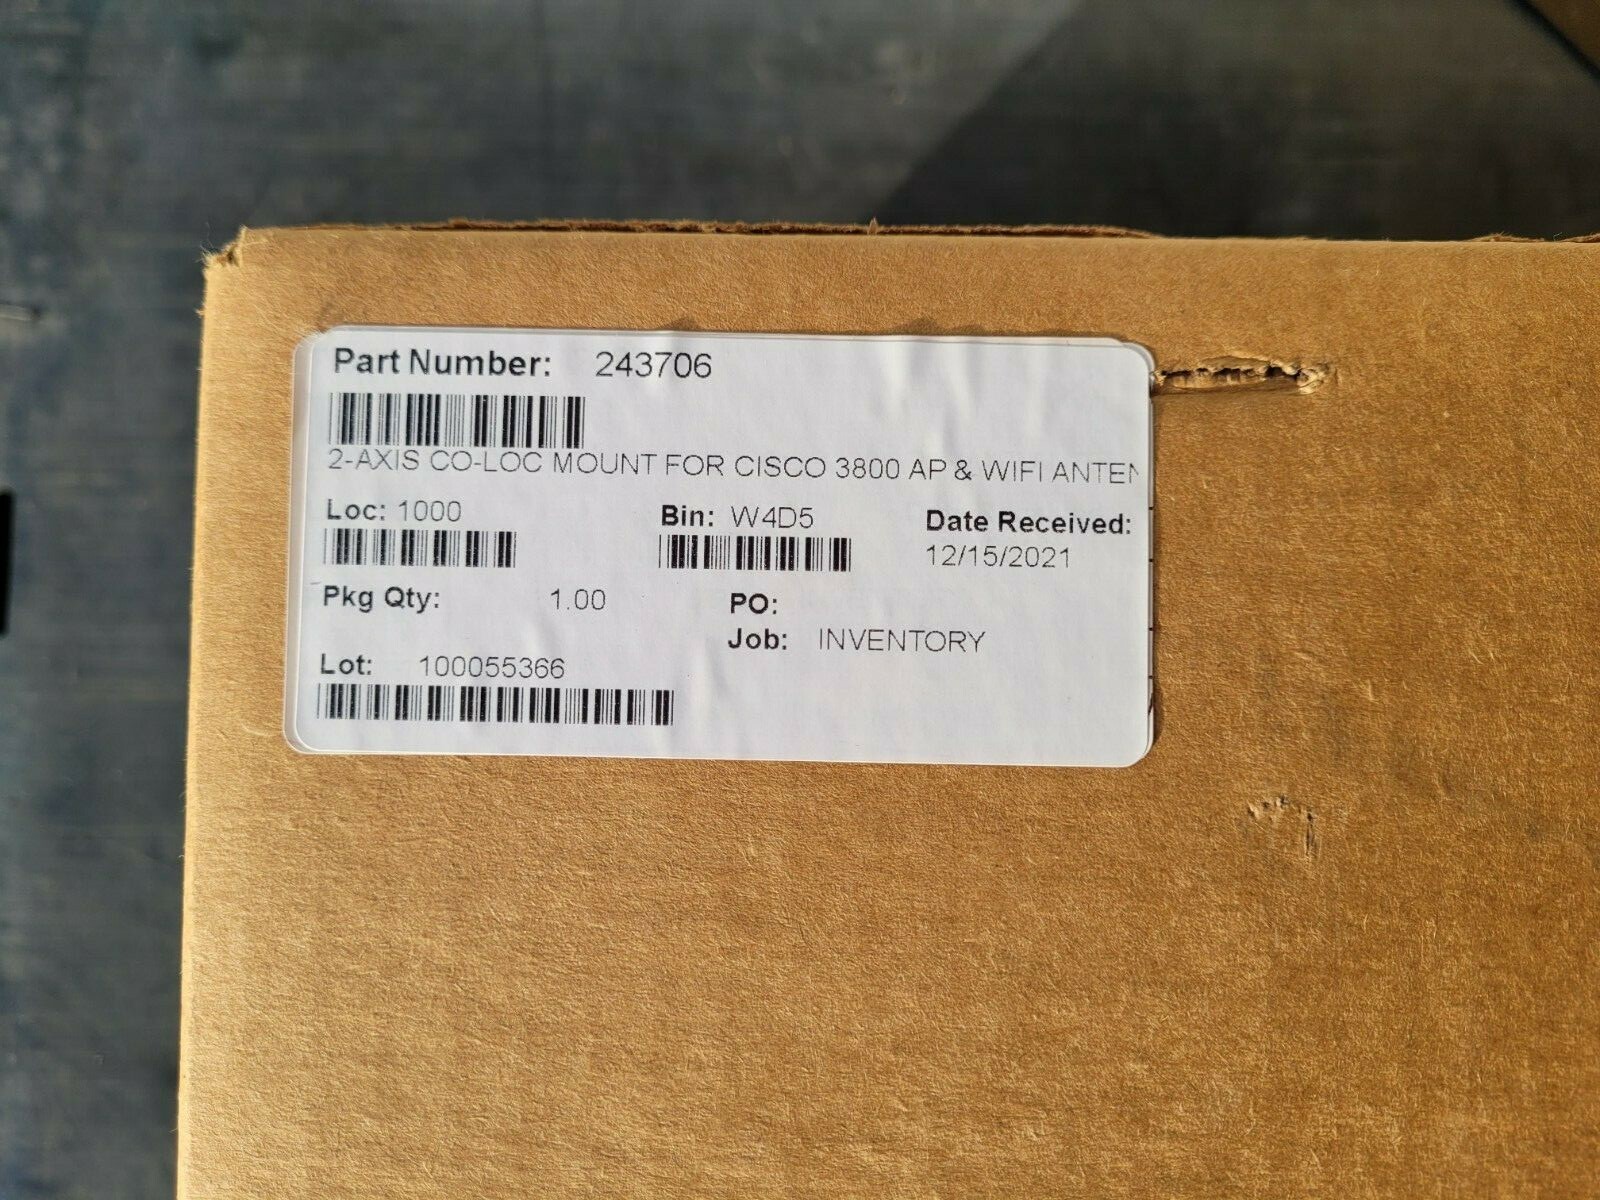 Part Number: 243706
2-AXIS CO-LOC MOUNT FOR CISCO 3800 AP & WIFI ANTEN
Loc: 1000 Bin: W4D5 Date Received:
12/15/2021
Pkg Qty: 1.00 PO:
Job: INVENTORY
Lot: 100055366